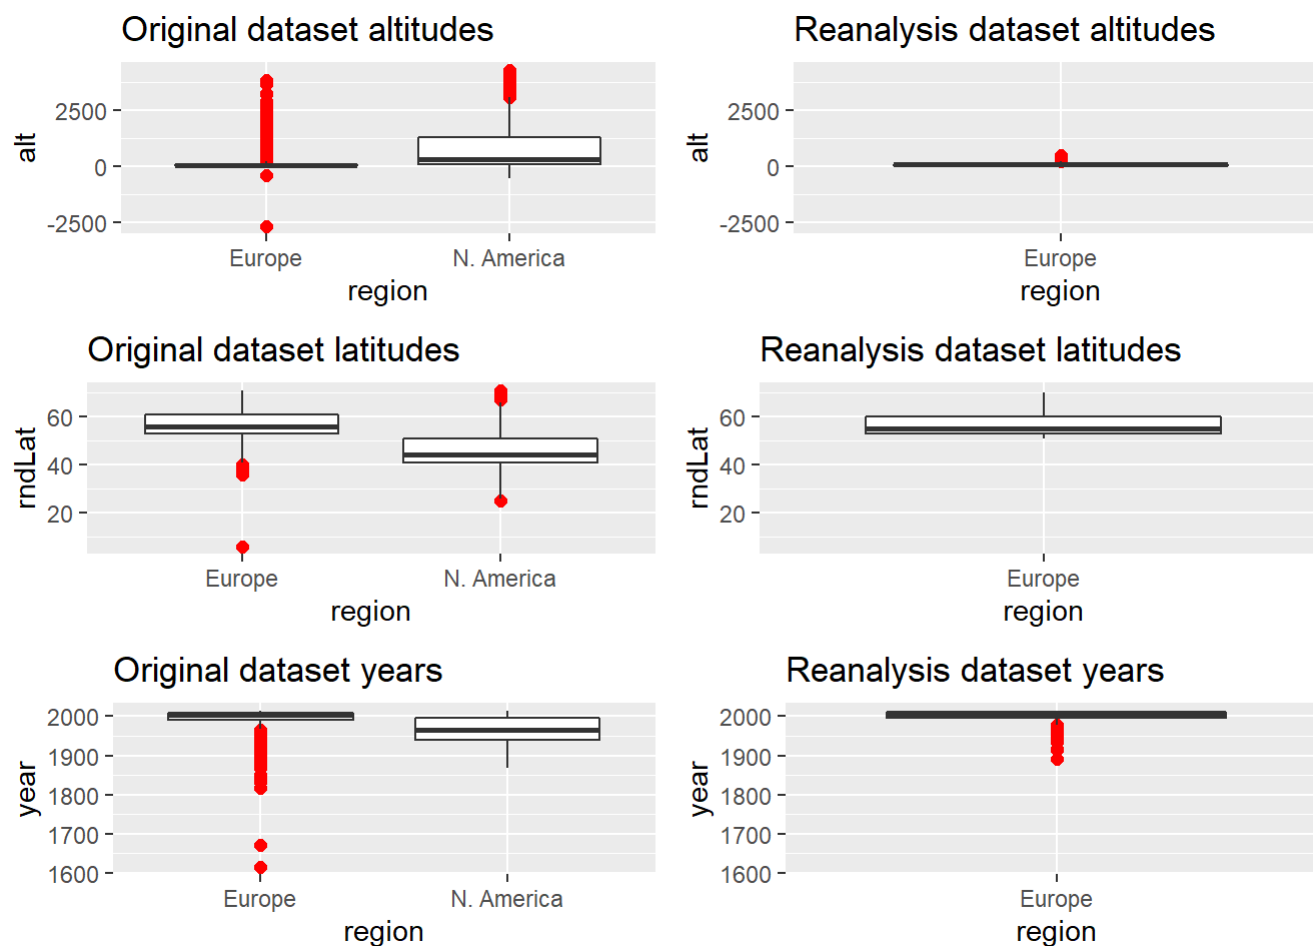 Original dataset altitudes
alt
2500
0
-2500
Europe N. America
region
Reanalysis dataset altitudes
alt
2500
0
-2500
Europe
region
Original dataset latitudes
rndLat
60
40
20
Europe N. America
region
Reanalysis dataset latitudes
rndLat
60
40
20
Europe
region
Original dataset years
year
2000
1900
1800
1700
1600
Europe N. America
region
Reanalysis dataset years
year
2000
1900
1800
1700
1600
Europe
region